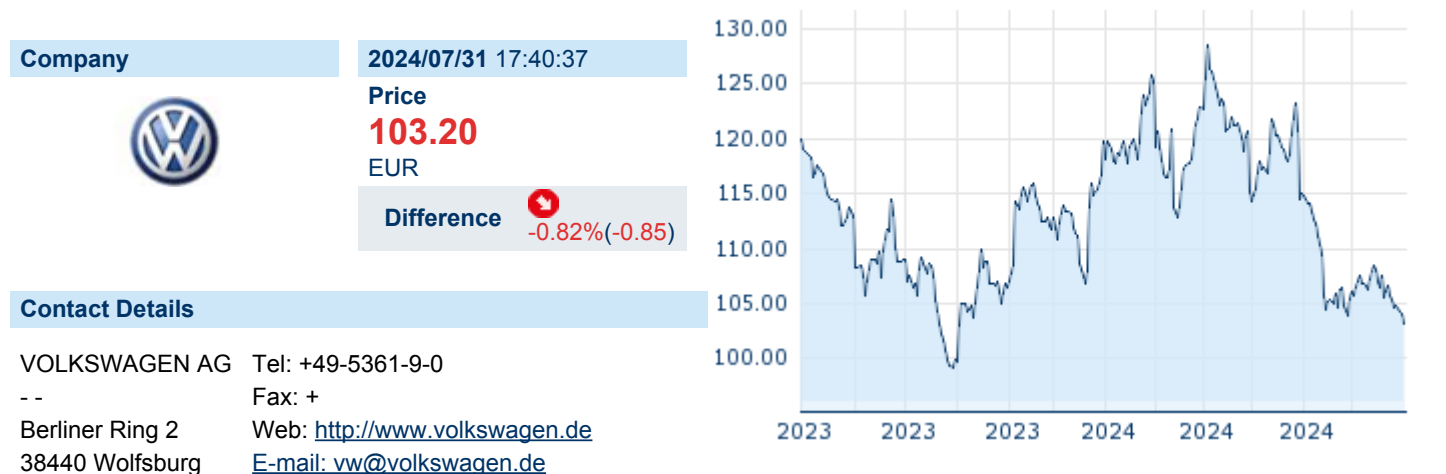 Company
2024/07/31 17:40:37
Price
103.20
EUR
Difference
-0.82%(-0.85)
Contact Details
VOLKSWAGEN AG Tel: +49-5361-9-0
- - Fax: +
Berliner Ring 2 Web: http://www.volkswagen.de
38440 Wolfsburg E-mail: vw@volkswagen.de
130.00
125.00
120.00
115.00
110.00
105.00
100.00
2023 2023 2023 2024 2024 2024